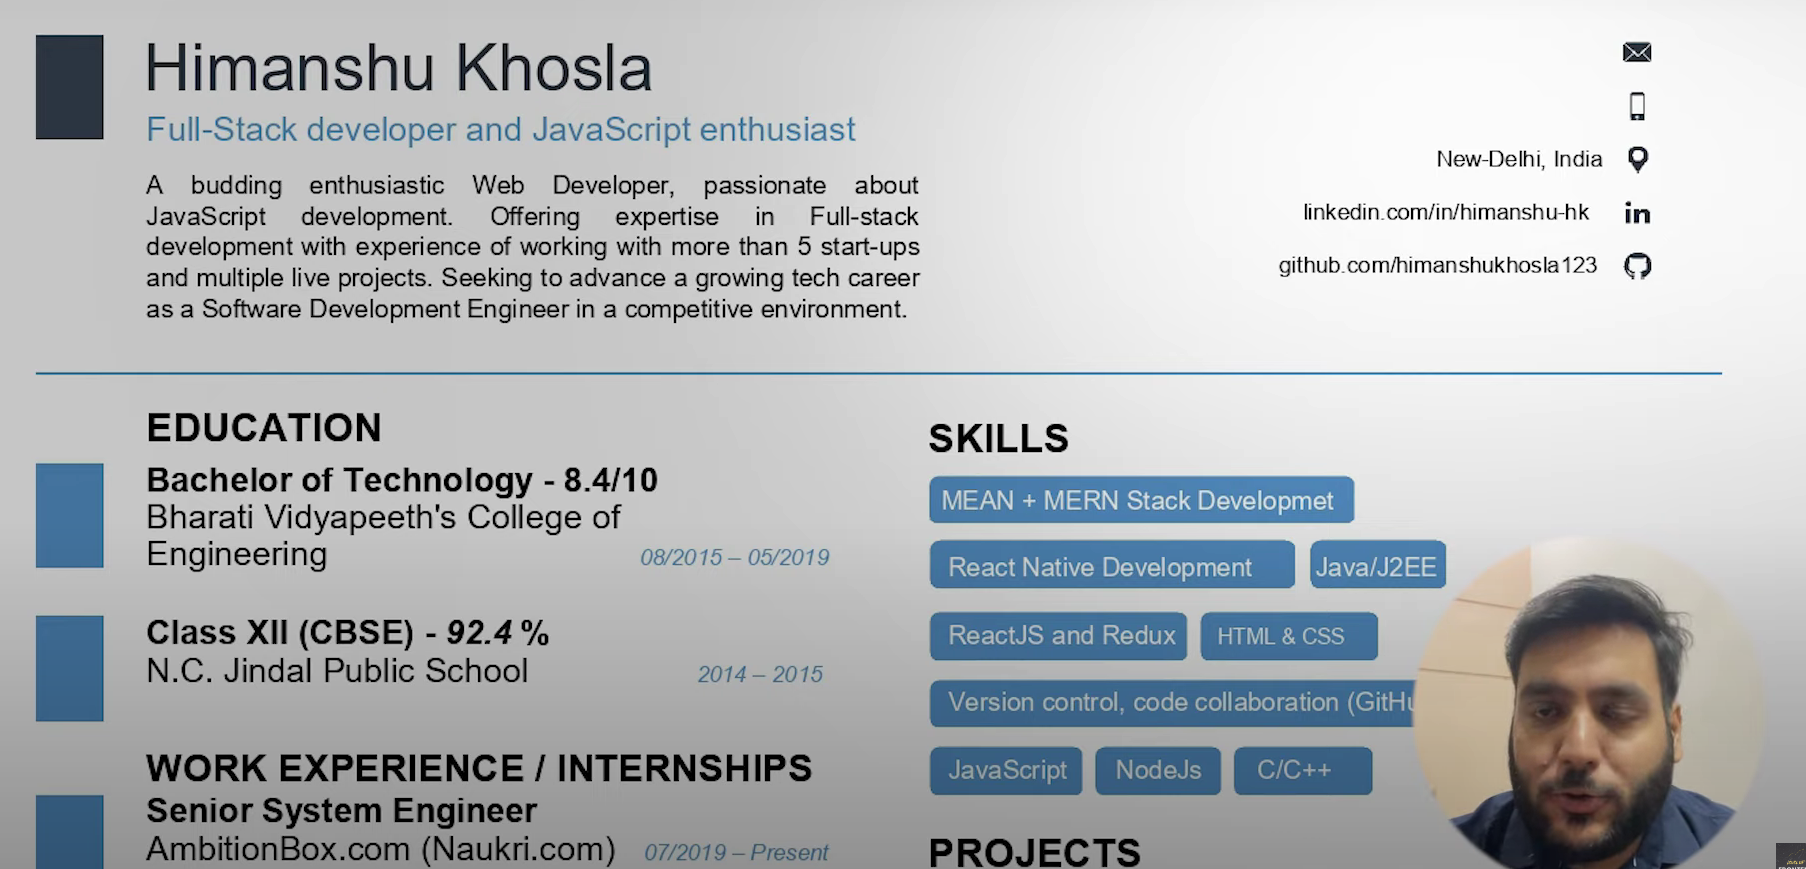 Himanshu Khosla
Full-Stack developer and JavaScript enthusiast
A budding enthusiastic Web Developer, passionate about
JavaScript development. Offering expertise in Full-stack
development with experience of working with more than 5 start-ups
and multiple live projects. Seeking to advance a growing tech career
as a Software Development Engineer in a competitive environment.
New-Delhi, India
linkedin.com/in/himanshu-hk
in
github.com/himanshukhosla123
EDUCATION
Bachelor of Technology - 8.4/10
Bharati Vidyapeeth's College of
Engineering
08/2015 – 05/2019
Class XII (CBSE) - 92.4 %
N.C. Jindal Public School
2014 – 2015
WORK EXPERIENCE / INTERNSHIPS
Senior System Engineer
AmbitionBox.com (Naukri.com)
07/2019 – Present
SKILLS
MEAN + MERN Stack Developmet
React Native Development
Java/J2EE
ReactJS and Redux
HTML & CSS
Version control, code collaboration
JavaScript
NodeJs
C/C++
PROJECTS